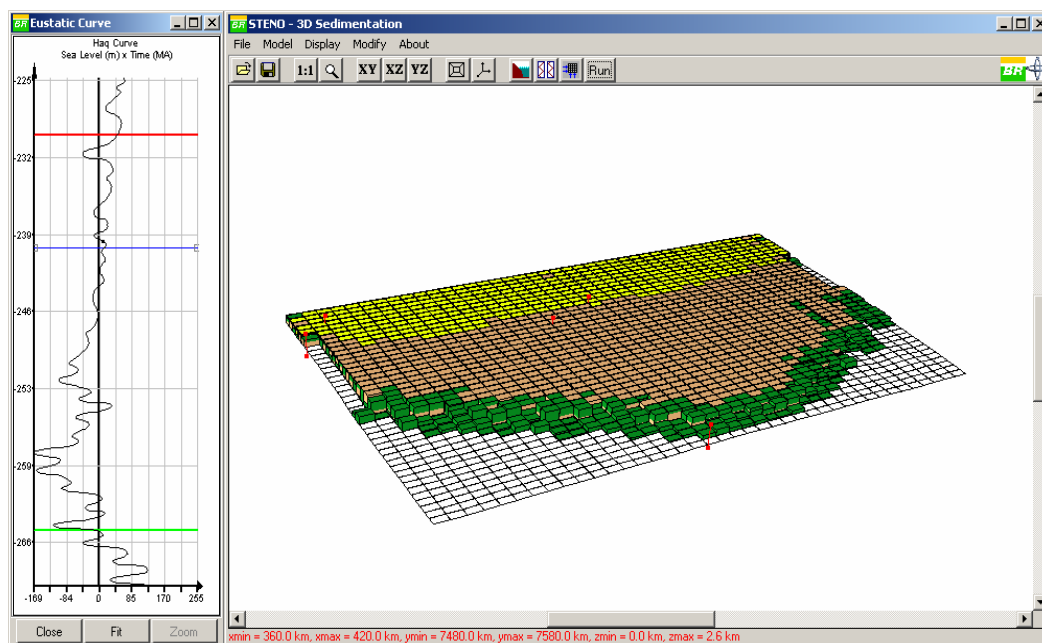 BR Eustatic Curve
Haq Curve
Sea Level (m) x Time (MA)
-225
-232
-239
-246
-253
-259
-266
-169 -84 0 85 170 255
Close Fit Zoom
BR STENO - 3D Sedimentation
File Model Display Modify About
1:1 XY XZ YZ Run
BR
xmin = 360.0 km, xmax = 420.0 km, ymin = 7480.0 km, ymax = 7580.0 km, zmin = 0.0 km, zmax = 2.6 km